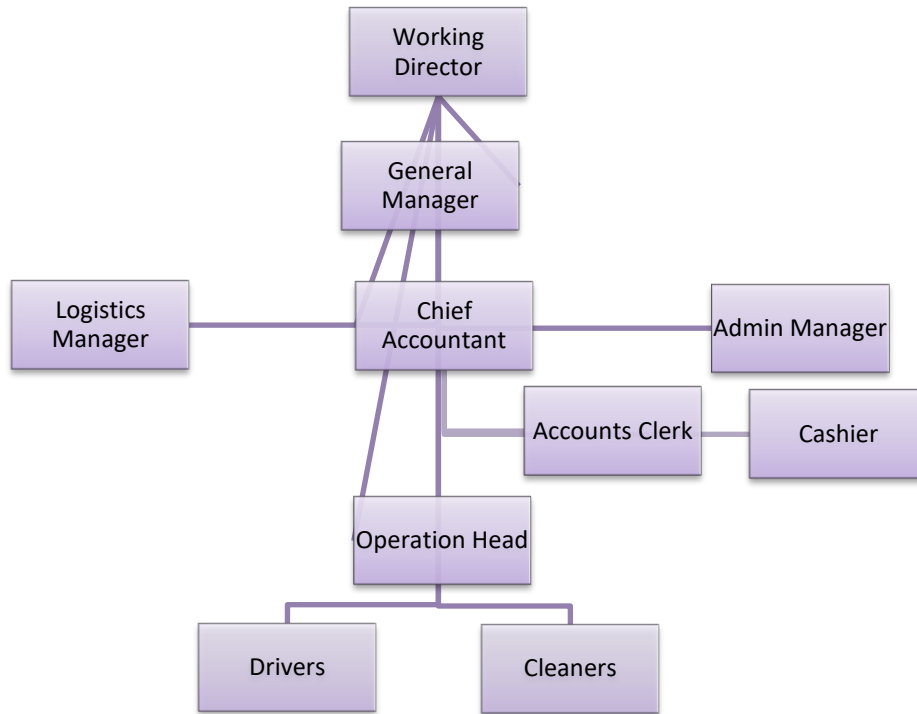 Working
Director
General
Manager
Logistics
Manager
Chief
Accountant
Admin Manager
Accounts Clerk
Cashier
Operation Head
Drivers
Cleaners